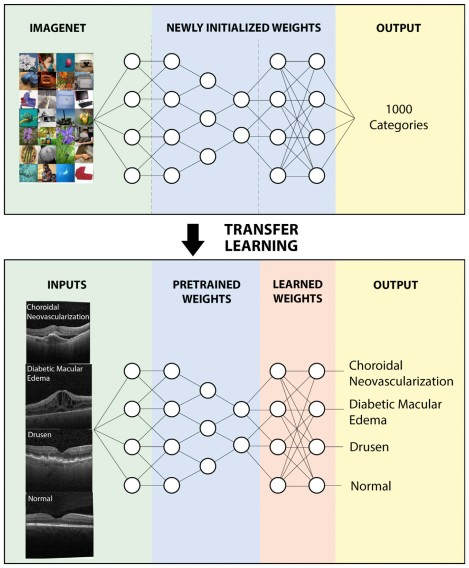 IMAGENET
NEWLY INITIALIZED WEIGHTS
OUTPUT
1000
Categories
TRANSFER
LEARNING
INPUTS
PRETRAINED
WEIGHTS
LEARNED
WEIGHTS
OUTPUT
Choroidal
Neovascularization
Diabetic Macular
Edema
Drusen
Normal
Choroidal
Neovascularization
Diabetic Macular
Edema
Drusen
Normal